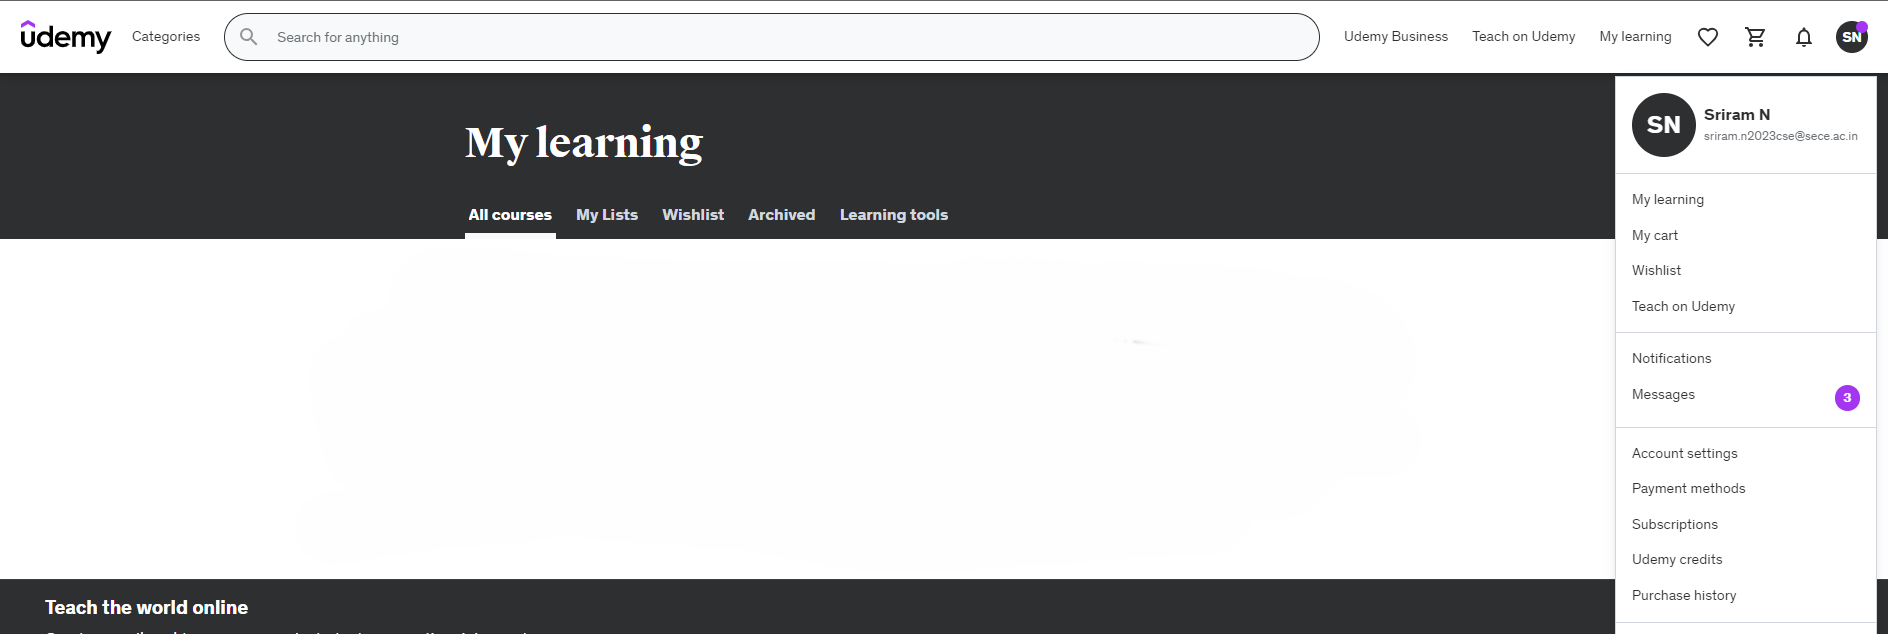 udemy Categories Search for anything Udemy Business Teach on Udemy My learning SN
SN Sriram N
sriram.n2023cse@sece.ac.in
My learning
All courses My Lists Wishlist Archived Learning tools
My learning
My cart
Wishlist
Teach on Udemy
Notifications
Messages 3
Account settings
Payment methods
Subscriptions
Udemy credits
Purchase history
Teach the world online